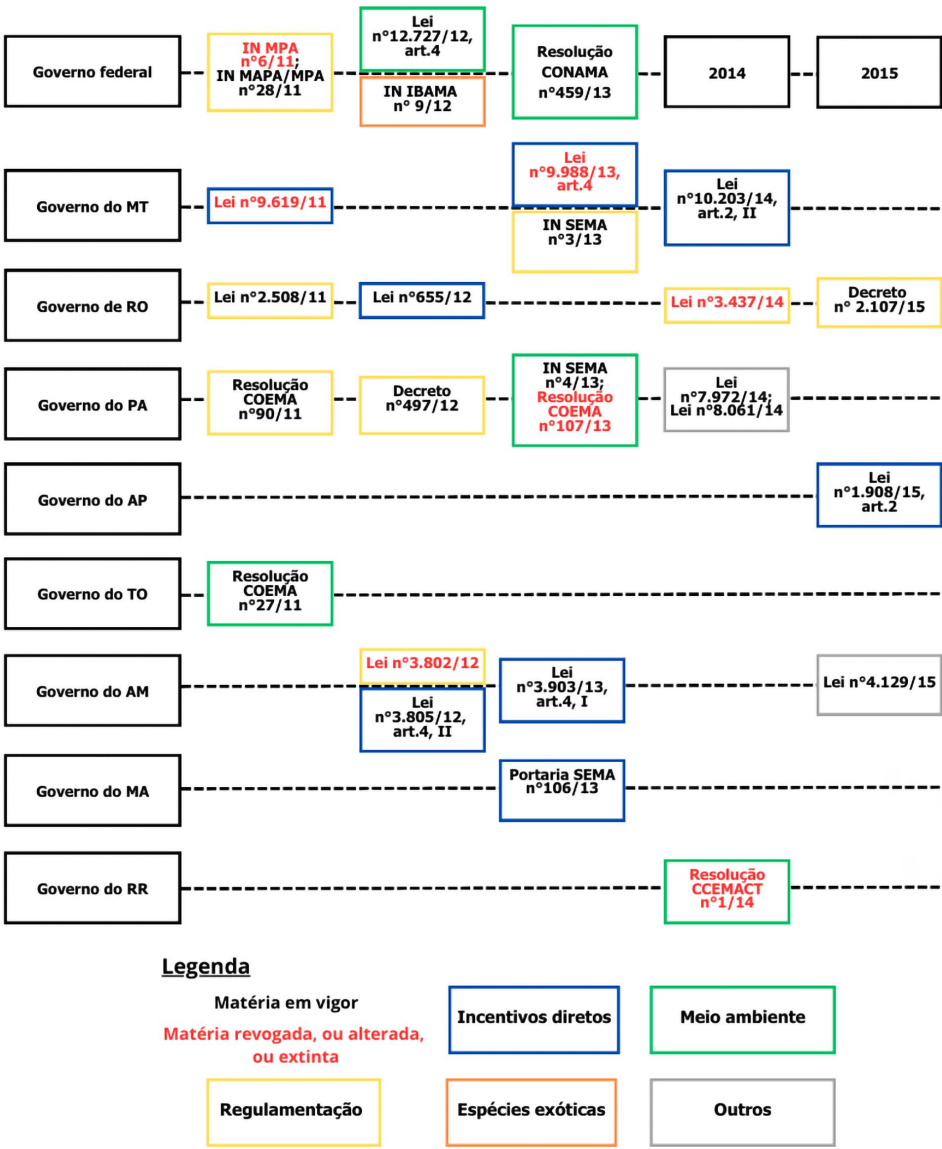 Governo federal
IN MPA
n°6/11;
IN MAPA/MPA
n°28/11
Lei
n°12.727/12,
art.4
IN IBAMA
n° 9/12
Resolução
CONAMA
n°459/13
2014
2015
Governo do MT
Lei n°9.619/11
Lei
n°9.988/13,
art.4
IN SEMA
n°3/13
Lei
n°10.203/14,
art.2, II
Governo de RO
Lei n°2.508/11
Lei n°655/12
Lei n°3.437/14
Decreto
n° 2.107/15
Governo do PA
Resolução
COEMA
n°90/11
Decreto
n°497/12
IN SEMA
n°4/13;
Resolução
COEMA
n°107/13
Lei
n°7.972/14;
Lei n°8.061/14
Governo do AP
Lei
n°1.908/15,
art.2
Governo do TO
Resolução
COEMA
n°27/11
Governo do AM
Lei n°3.802/12
Lei
n°3.805/12,
art.4, II
Lei
n°3.903/13,
art.4, I
Lei n°4.129/15
Governo do MA
Portaria SEMA
n°106/13
Governo do RR
Resolução
CCEMACT
n°1/14
Legenda
Matéria em vigor
Matéria revogada, ou alterada,
ou extinta
Incentivos diretos
Meio ambiente
Regulamentação
Espécies exóticas
Outros